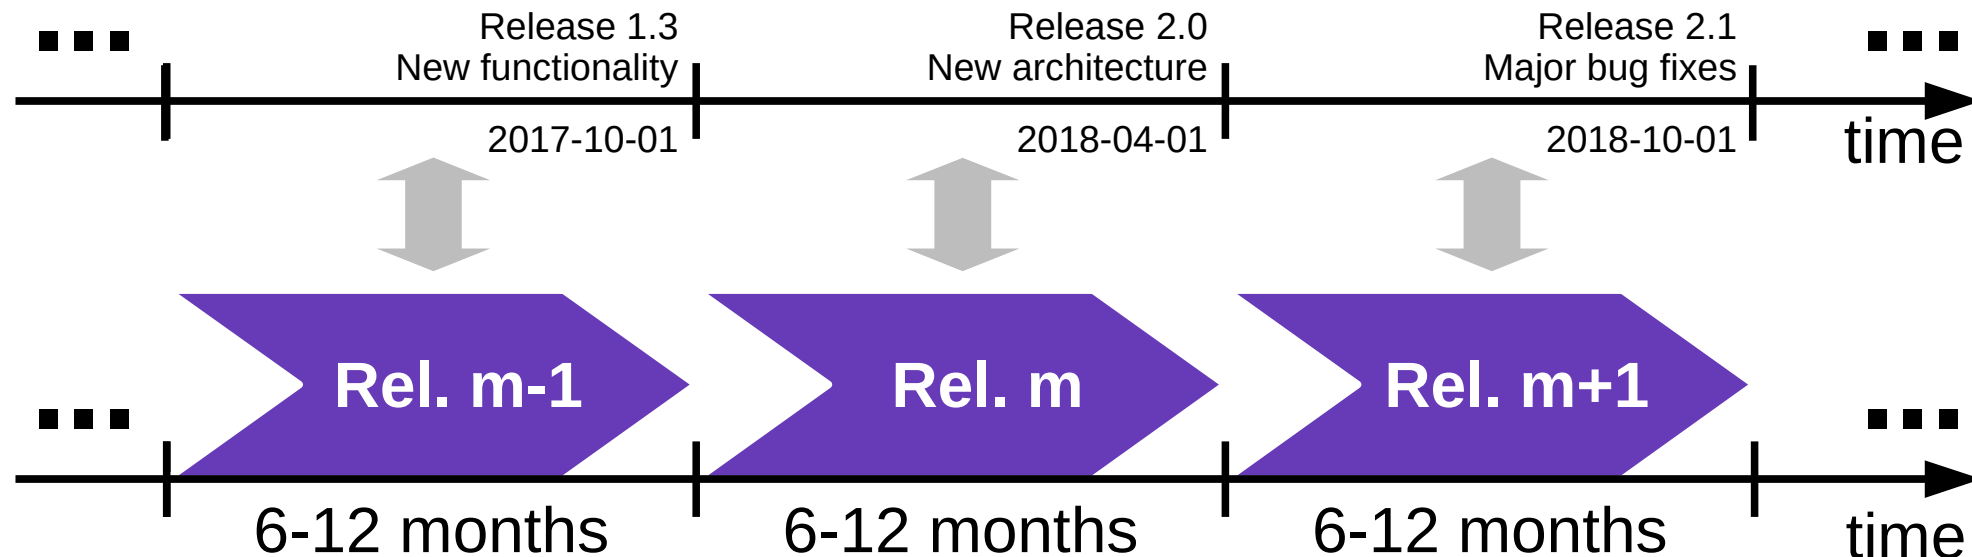 Release 1.3
New functionality
Release 2.0
New architecture
Release 2.1
Major bug fixes
2017-10-01
2018-04-01
2018-10-01
time
Rel. m-1
Rel. m
Rel. m+1
6-12 months
6-12 months
6-12 months
time